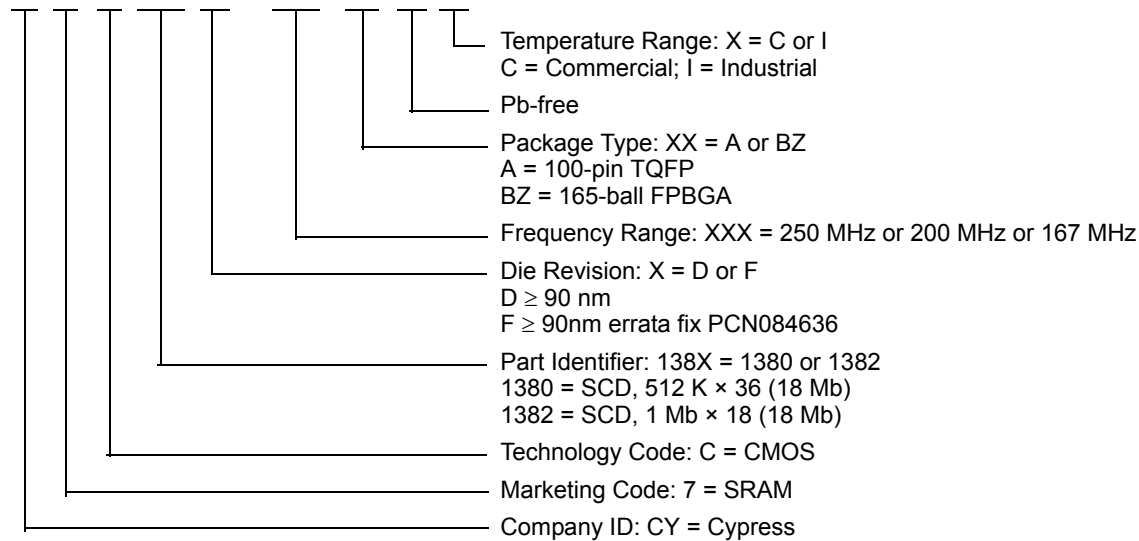 Temperature Range: X = C or I
C = Commercial; I = Industrial
Pb-free
Package Type: XX = A or BZ
A = 100-pin TQFP
BZ = 165-ball FPBGA
Frequency Range: XXX = 250 MHz or 200 MHz or 167 MHz
Die Revision: X = D or F
D ≥ 90 nm
F ≥ 90nm errata fix PCN084636
Part Identifier: 138X = 1380 or 1382
1380 = SCD, 512 K × 36 (18 Mb)
1382 = SCD, 1 Mb × 18 (18 Mb)
Technology Code: C = CMOS
Marketing Code: 7 = SRAM
Company ID: CY = Cypress